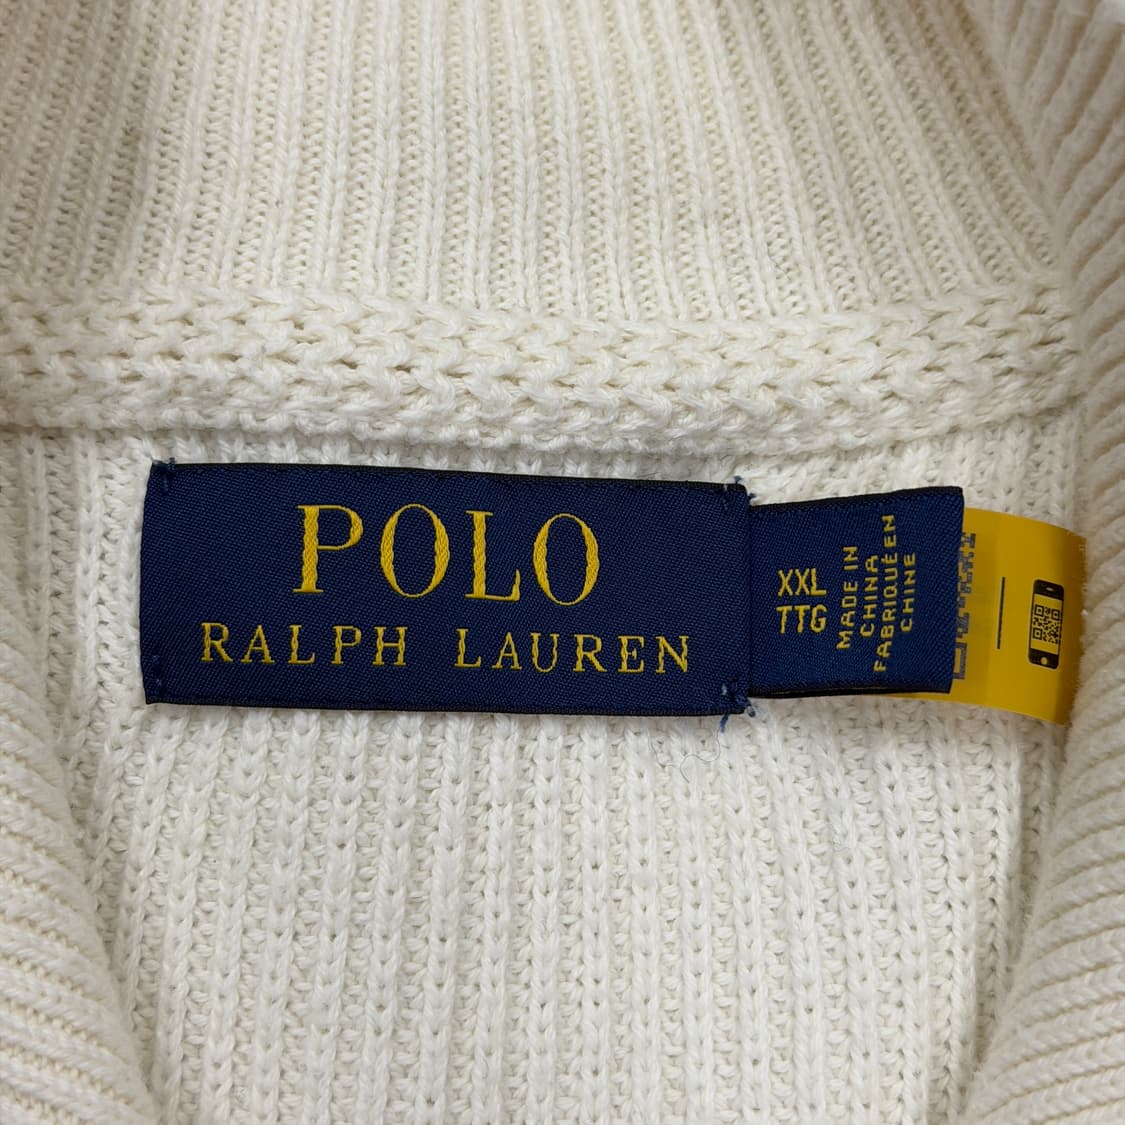 POLO
RALPH LAUREN
XXL
TTG
MADE IN
CHINA
FABRIQUÉ EN
CHINE